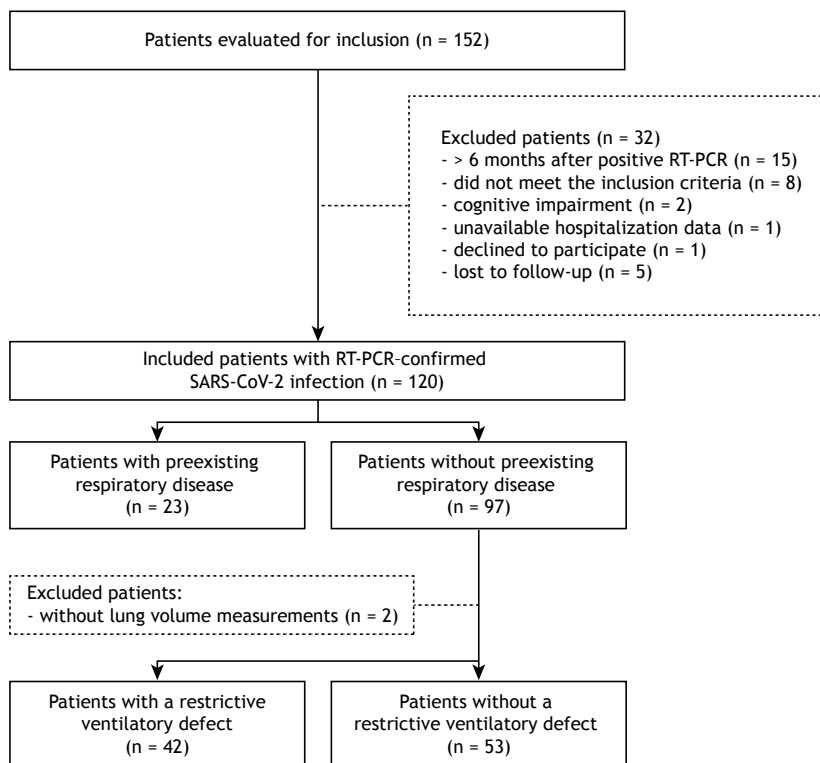 Patients evaluated for inclusion (n = 152)
Excluded patients (n = 32)
- > 6 months after positive RT-PCR (n = 15)
- did not meet the inclusion criteria (n = 8)
- cognitive impairment (n = 2)
- unavailable hospitalization data (n = 1)
- declined to participate (n = 1)
- lost to follow-up (n = 5)
Included patients with RT-PCR–confirmed
SARS-CoV-2 infection (n = 120)
Patients with preexisting
respiratory disease
(n = 23)
Patients without preexisting
respiratory disease
(n = 97)
Excluded patients:
- without lung volume measurements (n = 2)
Patients with a restrictive
ventilatory defect
(n = 42)
Patients without a
restrictive ventilatory defect
(n = 53)